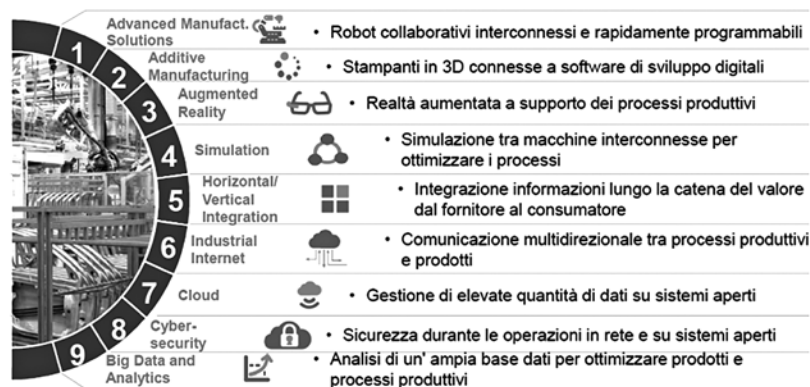 1
Advanced Manufact.
Solutions
• Robot collaborativi interconnessi e rapidamente programmabili
2
Additive
Manufacturing
• Stampanti in 3D connesse a software di sviluppo digitali
3
Augmented
Reality
• Realtà aumentata a supporto dei processi produttivi
4
Simulation
• Simulazione tra macchine interconnesse per
ottimizzare i processi
5
Horizontal/
Vertical
Integration
• Integrazione informazioni lungo la catena del valore
dal fornitore al consumatore
6
Industrial
Internet
• Comunicazione multidirezionale tra processi produttivi
e prodotti
7
Cloud
• Gestione di elevate quantità di dati su sistemi aperti
8
Cyber-
security
• Sicurezza durante le operazioni in rete e su sistemi aperti
9
Big Data and
Analytics
• Analisi di un' ampia base dati per ottimizzare prodotti e
processi produttivi